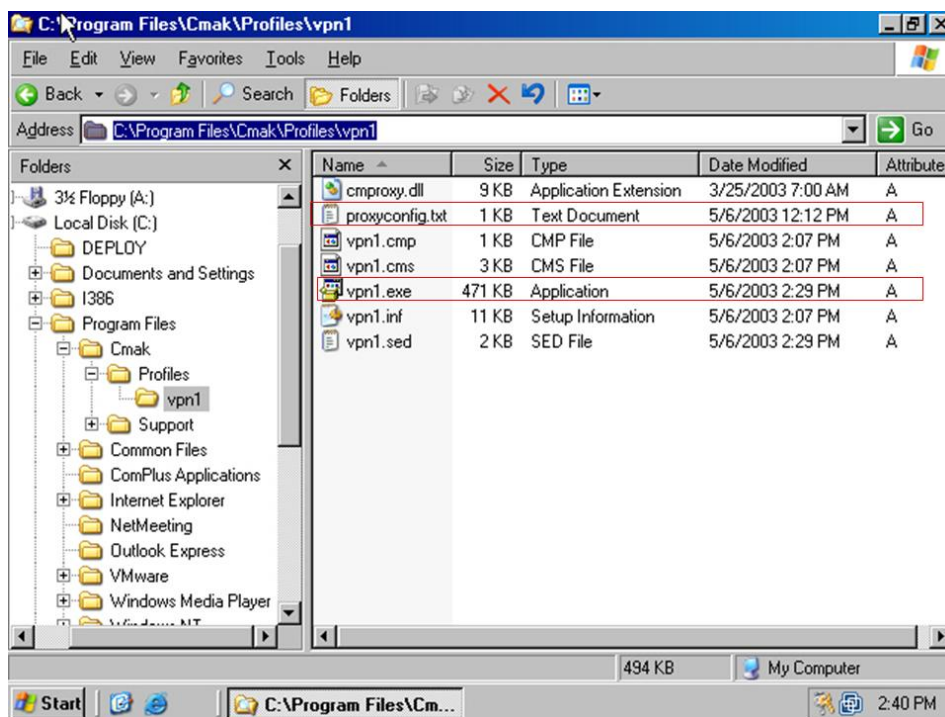 C:\Program Files\Cmak\Profiles\vpn1
File Edit View Favorites Tools Help
Back Search Folders
Address C:\Program Files\Cmak\Profiles\vpn1 Go
Folders
3½ Floppy (A:)
Local Disk (C:)
DEPLOY
Documents and Settings
I386
Program Files
Cmak
Profiles
vpn1
Support
Common Files
ComPlus Applications
Internet Explorer
NetMeeting
Outlook Express
VMware
Windows Media Player
Name Size Type Date Modified Attribute
cmproxy.dll 9 KB Application Extension 3/25/2003 7:00 AM A
proxyconfig.txt 1 KB Text Document 5/6/2003 12:12 PM A
vpn1.cmp 1 KB CMP File 5/6/2003 2:07 PM A
vpn1.cms 3 KB CMS File 5/6/2003 2:07 PM A
vpn1.exe 471 KB Application 5/6/2003 2:29 PM A
vpn1.inf 11 KB Setup Information 5/6/2003 2:07 PM A
vpn1.sed 2 KB SED File 5/6/2003 2:29 PM A
494 KB My Computer
Start C:\Program Files\Cm... 2:40 PM